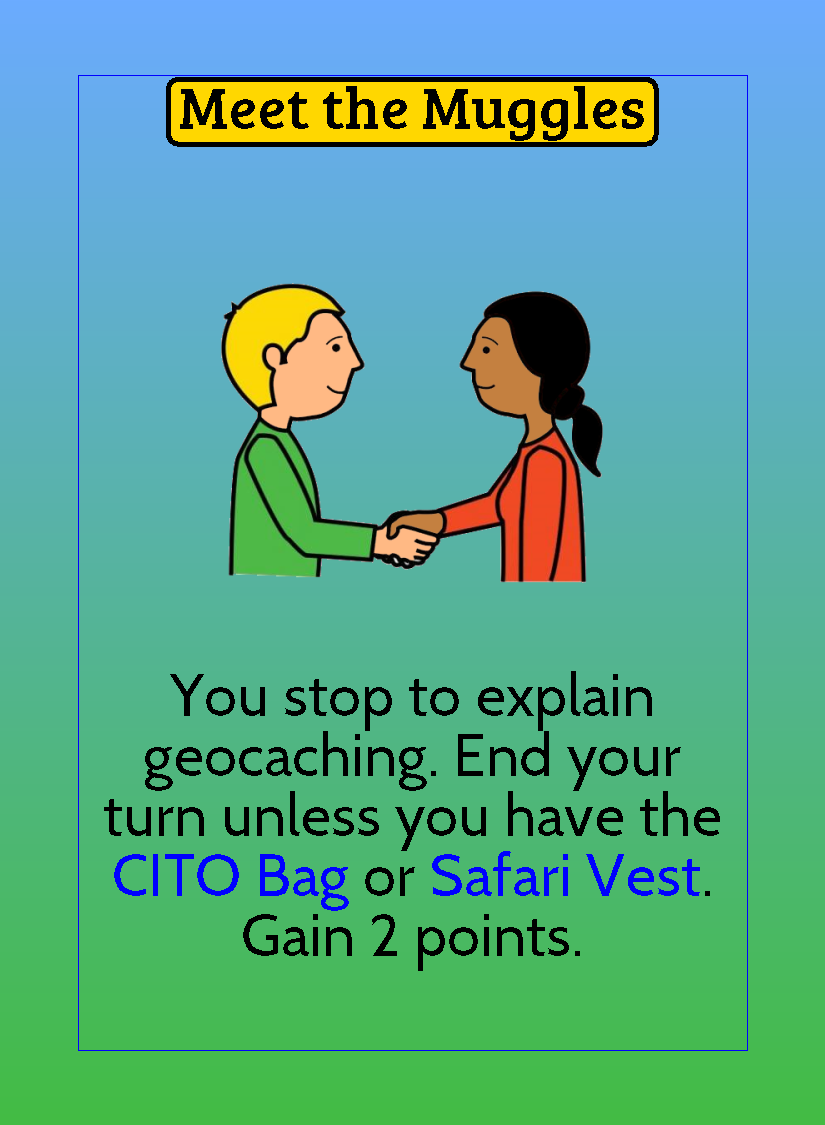 Meet the Muggles
You stop to explain
geocaching. End your
turn unless you have the
CITO Bag or Safari Vest.
Gain 2 points.